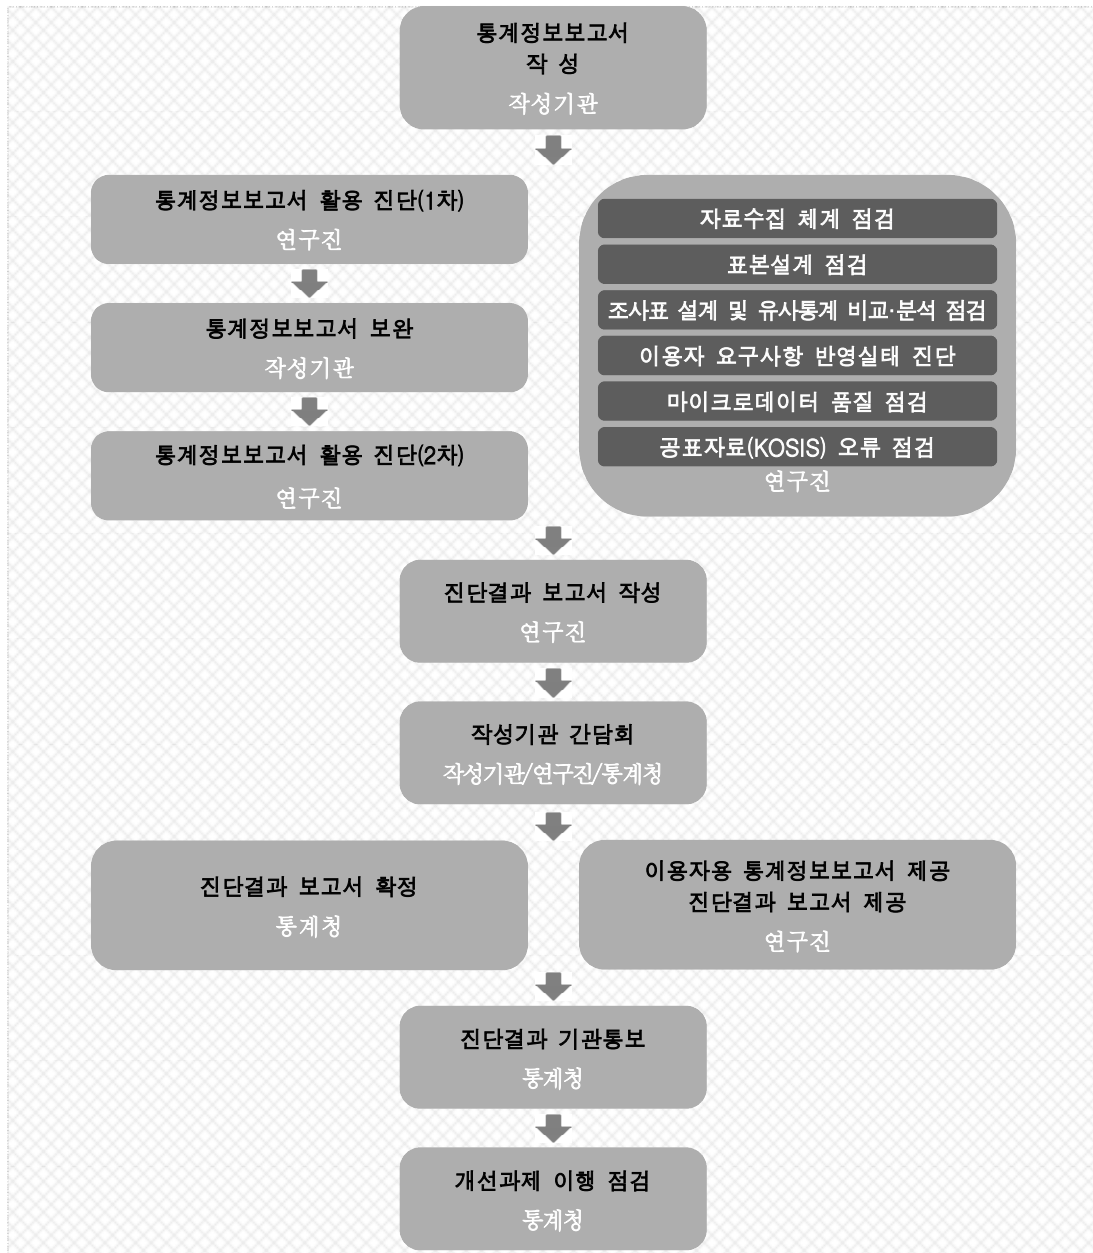 통계정보보고서
작 성
작성기관
통계정보보고서 활용 진단(1차)
연구진
통계정보보고서 보완
작성기관
통계정보보고서 활용 진단(2차)
연구진
자료수집 체계 점검
표본설계 점검
조사표 설계 및 유사통계 비교·분석 점검
이용자 요구사항 반영실태 진단
마이크로데이터 품질 점검
공표자료(KOSIS) 오류 점검
연구진
진단결과 보고서 작성
연구진
작성기관 간담회
작성기관/연구진/통계청
진단결과 보고서 확정
통계청
이용자용 통계정보보고서 제공
진단결과 보고서 제공
연구진
진단결과 기관통보
통계청
개선과제 이행 점검
통계청